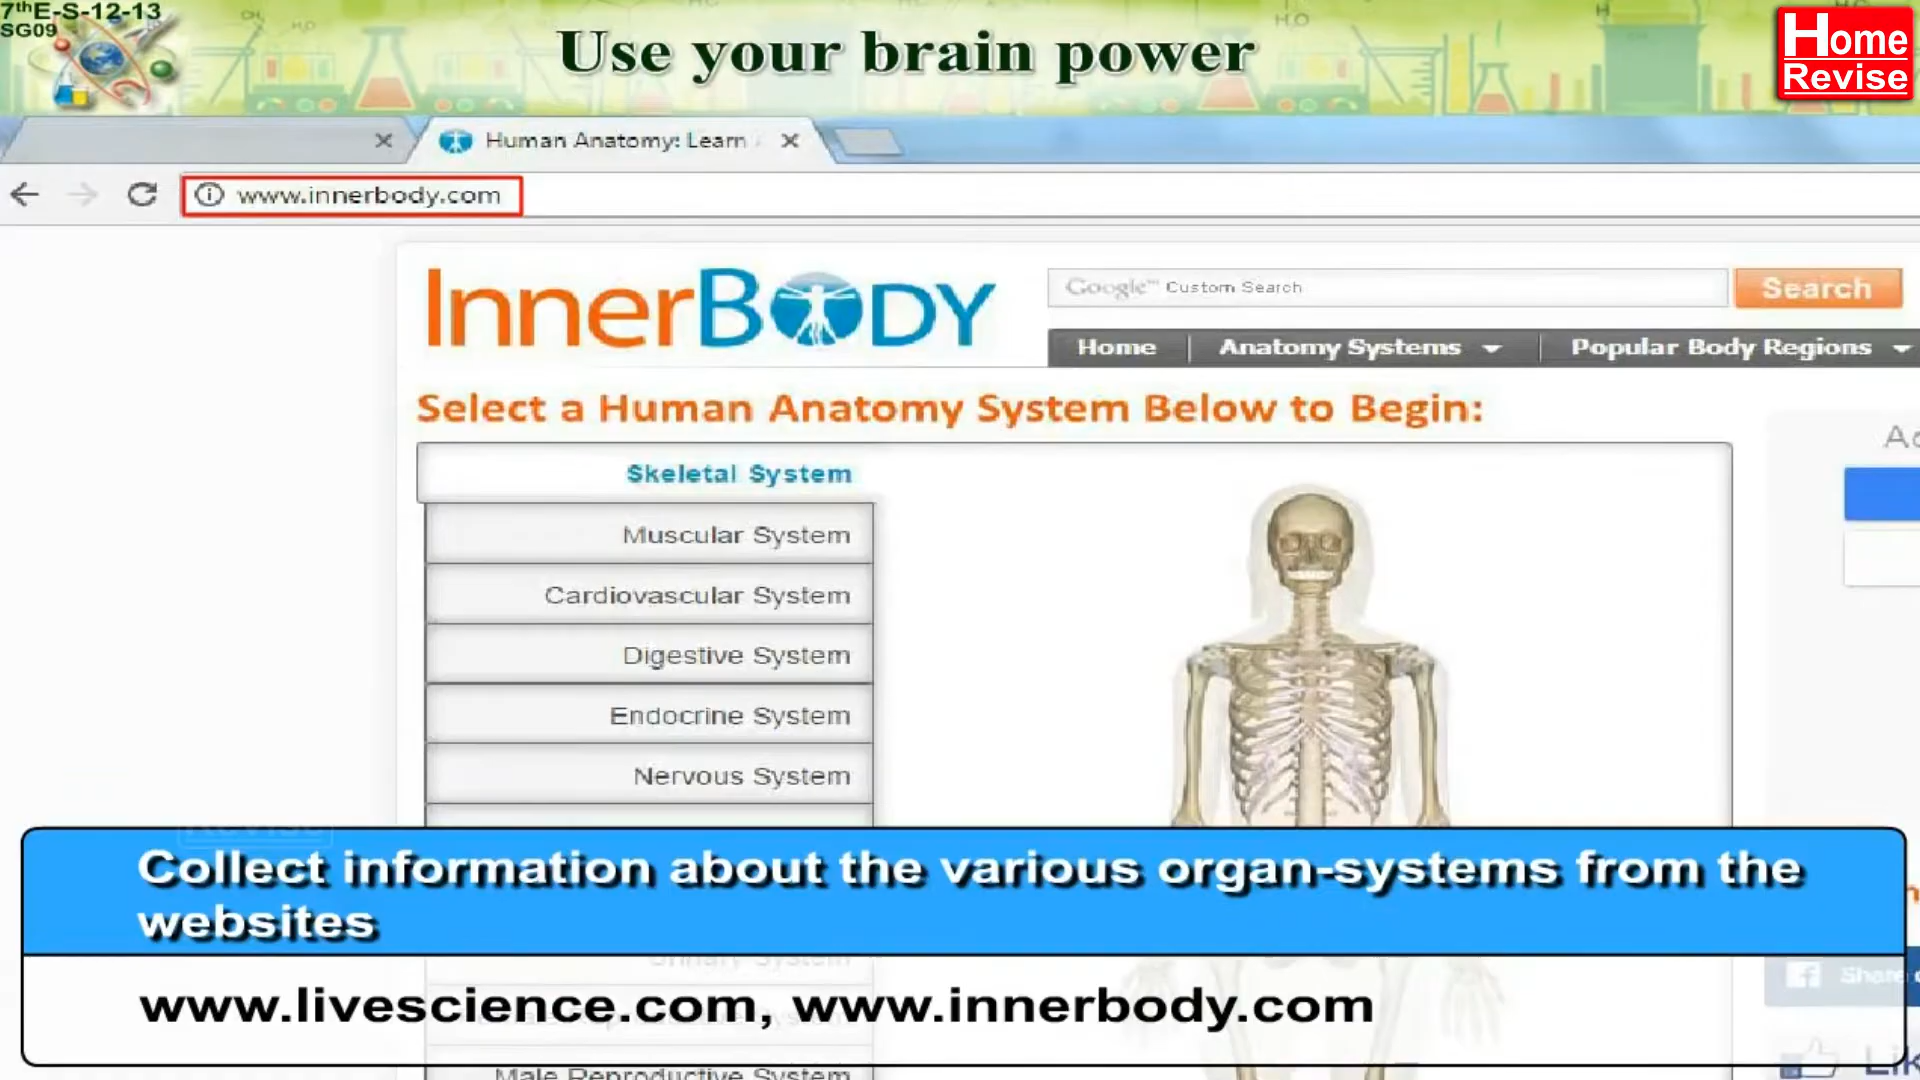 7thE-S-12-13
SG09
Use your brain power
Home
Revise
Human Anatomy: Learn
www.innerbody.com
InnerBODY
Google™ Custom Search
Search
Home
Anatomy Systems
Popular Body Regions
Select a Human Anatomy System Below to Begin:
Skeletal System
Muscular System
Cardiovascular System
Digestive System
Endocrine System
Nervous System
Collect information about the various organ-systems from the
websites
Urinary System
www.livescience.com, www.innerbody.com
Share
Male Reproductive System